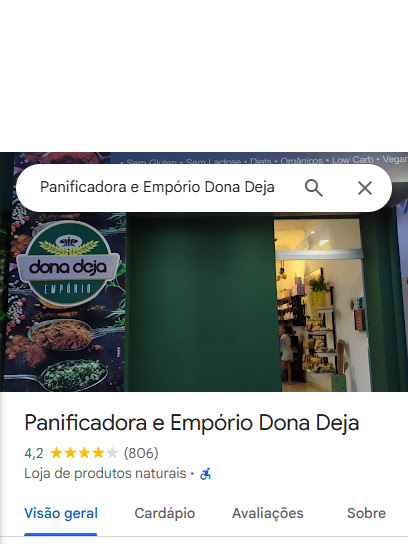 • Sem Glúten • Sem Lactose • Diets • Orgânicos • Low Carb • Vegan
Panificadora e Empório Dona Deja
dona deja
EMPÓRIO
Panificadora e Empório Dona Deja
4,2 (806)
Loja de produtos naturais •
Visão geral Cardápio Avaliações Sobre